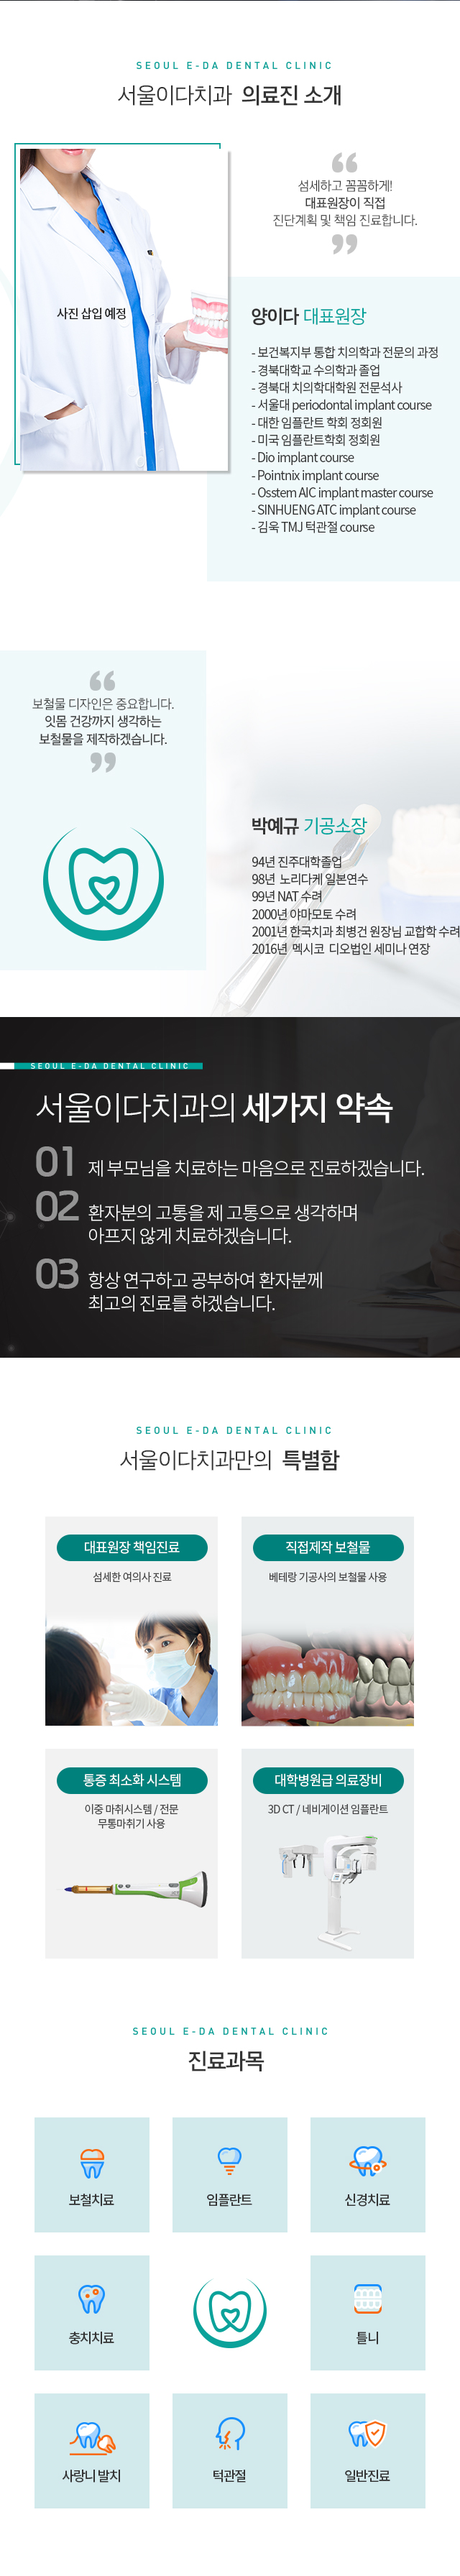 SEOUL E-DA DENTAL CLINIC
서울이다치과 의료진 소개
섬세하고 꼼꼼하게!
대표원장이 직접
진단계획 및 책임 진료합니다.
사진 삽입 예정
양이다 대표원장
- 보건복지부 통합 치의학과 전문의 과정
- 경북대학교 수의학과 졸업
- 경북대 치의학대학원 전문석사
- 서울대 periodontal implant course
- 대한 임플란트 학회 정회원
- 미국 임플란트학회 정회원
- Dio implant course
- Pointnix implant course
- Osstem AIC implant master course
- SINHUENG ATC implant course
- 김욱 TMJ 턱관절 course
보철물 디자인은 중요합니다.
잇몸 건강까지 생각하는
보철물을 제작하겠습니다.
박예규 기공소장
94년 진주대학졸업
98년 노리다케 일본연수
99년 NAT 수려
2000년 야마모토 수려
2001년 한국치과 최병건 원장님 교합학 수려
2016년 멕시코 디오법인 세미나 연장
SEOUL E-DA DENTAL CLINIC
서울이다치과의 세가지 약속
01 제 부모님을 치료하는 마음으로 진료하겠습니다.
02 환자분의 고통을 제 고통으로 생각하며
아프지 않게 치료하겠습니다.
03 항상 연구하고 공부하여 환자분께
최고의 진료를 하겠습니다.
SEOUL E-DA DENTAL CLINIC
서울이다치과만의 특별함
대표원장 책임진료
섬세한 여의사 진료
직접제작 보철물
베테랑 기공사의 보철물 사용
통증 최소화 시스템
이중 마취시스템 / 전문
무통마취기 사용
대학병원급 의료장비
3D CT / 네비게이션 임플란트
SEOUL E-DA DENTAL CLINIC
진료과목
보철치료
임플란트
신경치료
충치치료
틀니
사랑니 발치
턱관절
일반진료